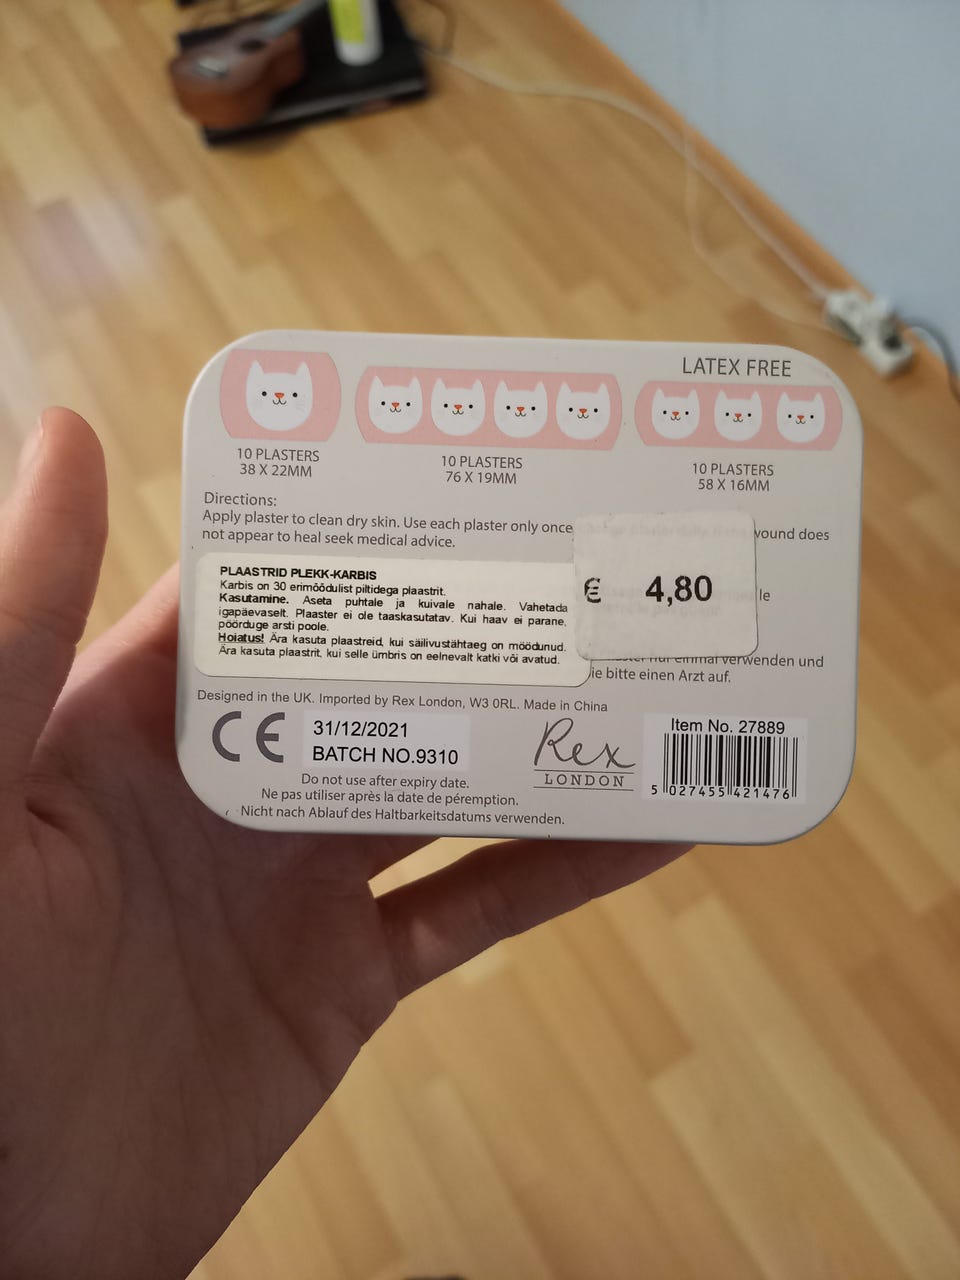 LATEX FREE
10 PLASTERS
38 X 22MM
10 PLASTERS
76 X 19MM
10 PLASTERS
58 X 16MM
Directions:
Apply plaster to clean dry skin. Use each plaster only once wound does
not appear to heal seek medical advice.
PLAASTRID PLEKK-KARBIS
Karbis on 30 erimõõdulist piltidega plaastrit.
Kasutamine. Aseta puhtale ja kuivale nahale. Vahetada
igapäevaselt. Plaaster ei ole taaskasutatav. Kui haav ei parane,
pöörduge arsti poole.
Hoiatus! Ära kasuta plaastreid, kui säilivustähtaeg on möödunud.
Ära kasuta plaastrit, kui selle ümbris on eelnevalt katki või avatud.
€ 4,80
le
nur einmal verwenden und
ie bitte einen Arzt auf.
Designed in the UK. Imported by Rex London, W3 0RL. Made in China
CE
31/12/2021
BATCH NO.9310
Do not use after expiry date.
Ne pas utiliser après la date de péremption.
Nicht nach Ablauf des Haltbarkeitsdatums verwenden.
Rex
LONDON
Item No. 27889
5 027455 421476